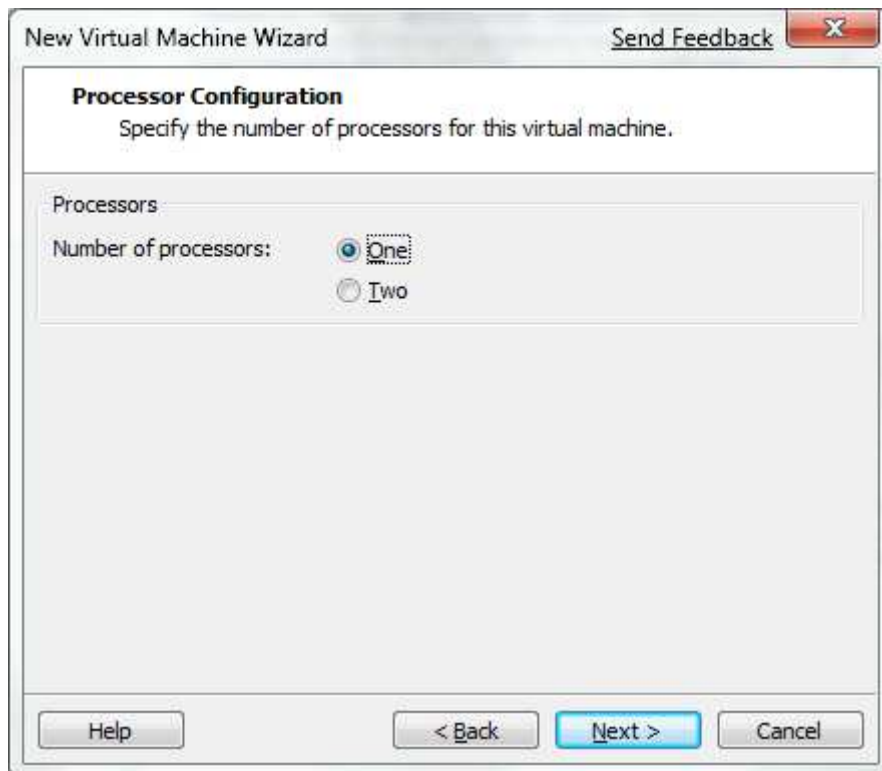 New Virtual Machine Wizard Send Feedback X
Processor Configuration
Specify the number of processors for this virtual machine.
Processors
Number of processors: One
Two
Help < Back Next > Cancel